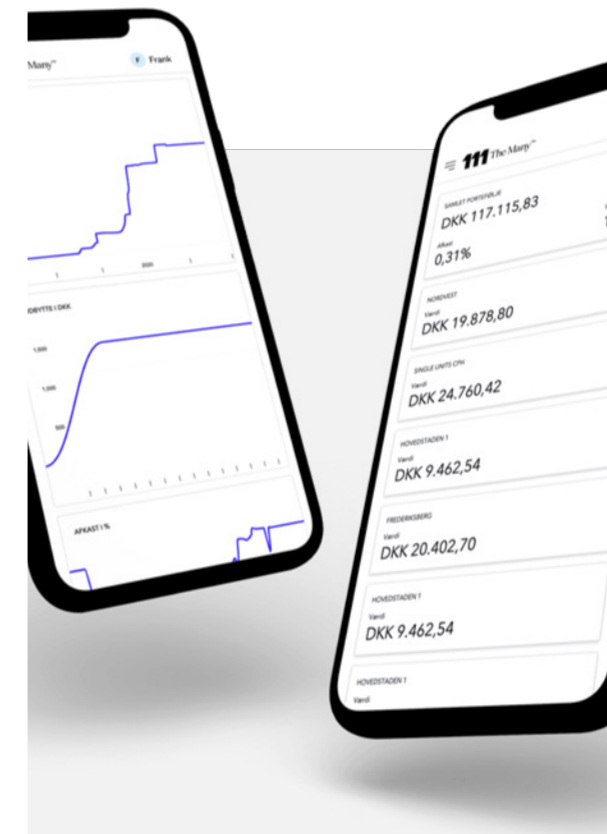 Many™
F Frank
2020
UDBYTTE I DKK
1.500
1.000
500
AFKAST I %
111 The Many™
SAMLET PORTEFØLJE
DKK 117.115,83
Afkast
0,31%
NORDVEST
Værdi
DKK 19.878,80
SINGLE UNITS CPH
Værdi
DKK 24.760,42
HOVEDSTADEN 1
Værdi
DKK 9.462,54
FREDERIKSBERG
Værdi
DKK 20.402,70
HOVEDSTADEN 1
Værdi
DKK 9.462,54
HOVEDSTADEN 1
Værdi